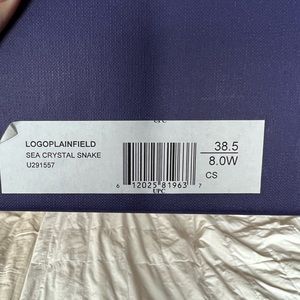 UPC
LOGOPLAINFIELD
SEA CRYSTAL SNAKE
U291557
38.5
8.0W
CS
6 12025 81963 7
UPC